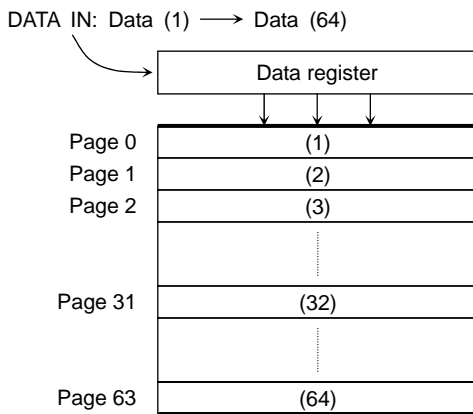 DATA IN: Data (1) → Data (64)
Data register
Page 0 (1)
Page 1 (2)
Page 2 (3)
Page 31 (32)
Page 63 (64)